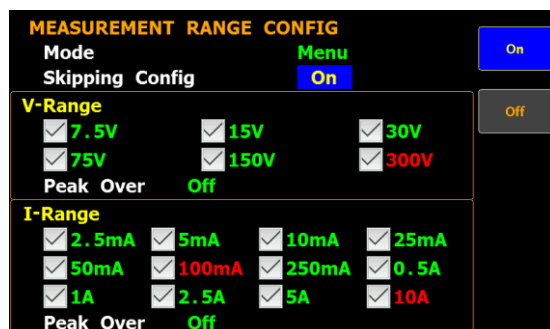 MEASUREMENT RANGE CONFIG
Mode Menu
On
Skipping Config On
Off
V-Range
7.5V 15V 30V
75V 150V 300V
Peak Over Off
I-Range
2.5mA 5mA 10mA 25mA
50mA 100mA 250mA 0.5A
1A 2.5A 5A 10A
Peak Over Off